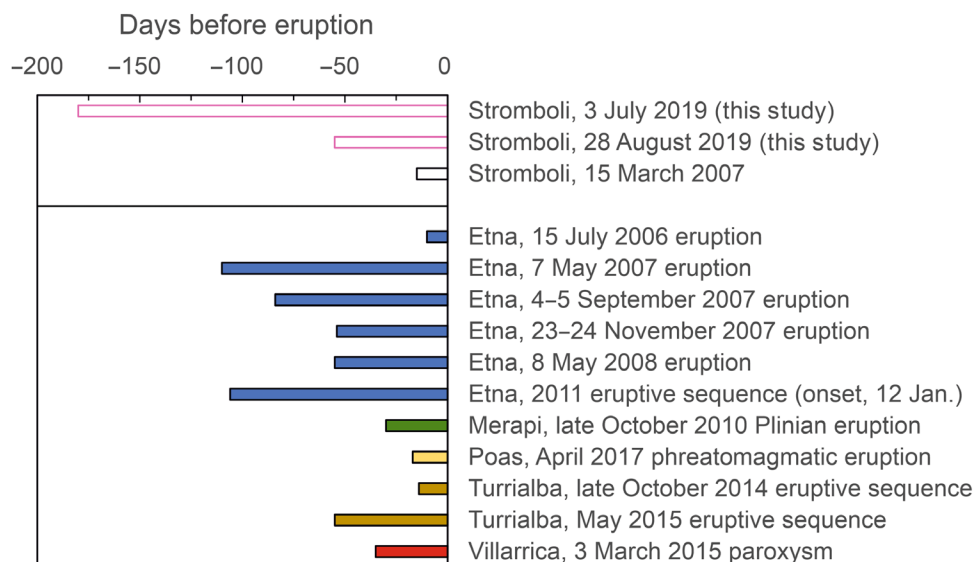 Days before eruption
−200 −150 −100 −50 0
Stromboli, 3 July 2019 (this study)
Stromboli, 28 August 2019 (this study)
Stromboli, 15 March 2007
Etna, 15 July 2006 eruption
Etna, 7 May 2007 eruption
Etna, 4–5 September 2007 eruption
Etna, 23–24 November 2007 eruption
Etna, 8 May 2008 eruption
Etna, 2011 eruptive sequence (onset, 12 Jan.)
Merapi, late October 2010 Plinian eruption
Poas, April 2017 phreatomagmatic eruption
Turrialba, late October 2014 eruptive sequence
Turrialba, May 2015 eruptive sequence
Villarrica, 3 March 2015 paroxysm